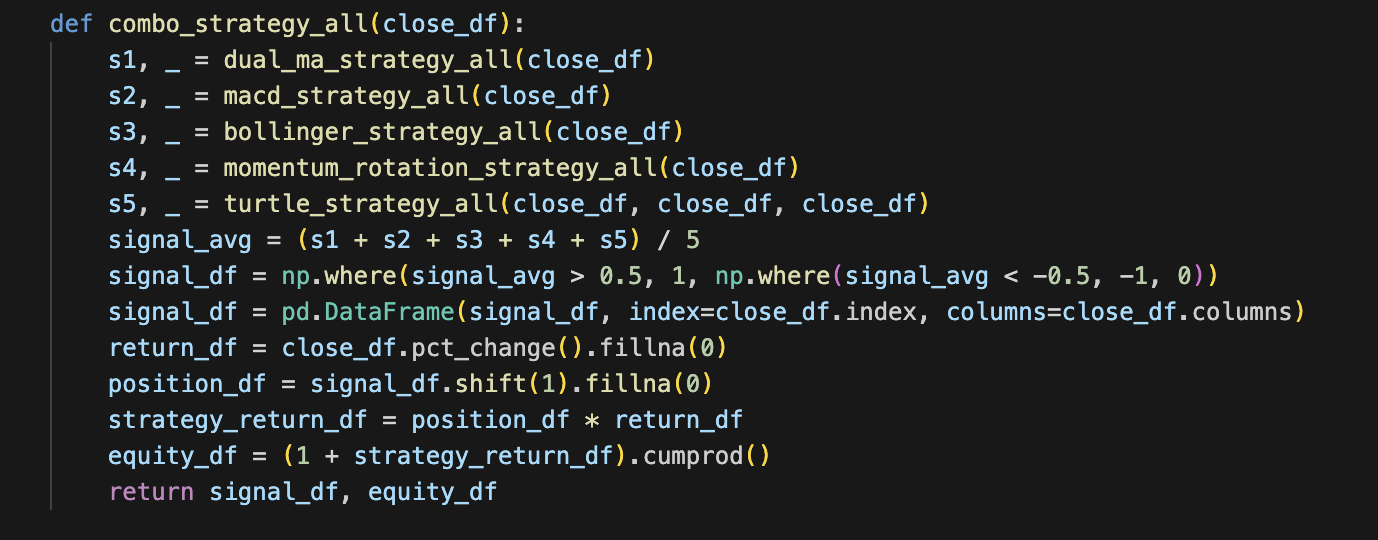 def combo_strategy_all(close_df):
    s1, _ = dual_ma_strategy_all(close_df)
    s2, _ = macd_strategy_all(close_df)
    s3, _ = bollinger_strategy_all(close_df)
    s4, _ = momentum_rotation_strategy_all(close_df)
    s5, _ = turtle_strategy_all(close_df, close_df, close_df)
    signal_avg = (s1 + s2 + s3 + s4 + s5) / 5
    signal_df = np.where(signal_avg > 0.5, 1, np.where(signal_avg < -0.5, -1, 0))
    signal_df = pd.DataFrame(signal_df, index=close_df.index, columns=close_df.columns)
    return_df = close_df.pct_change().fillna(0)
    position_df = signal_df.shift(1).fillna(0)
    strategy_return_df = position_df * return_df
    equity_df = (1 + strategy_return_df).cumprod()
    return signal_df, equity_df